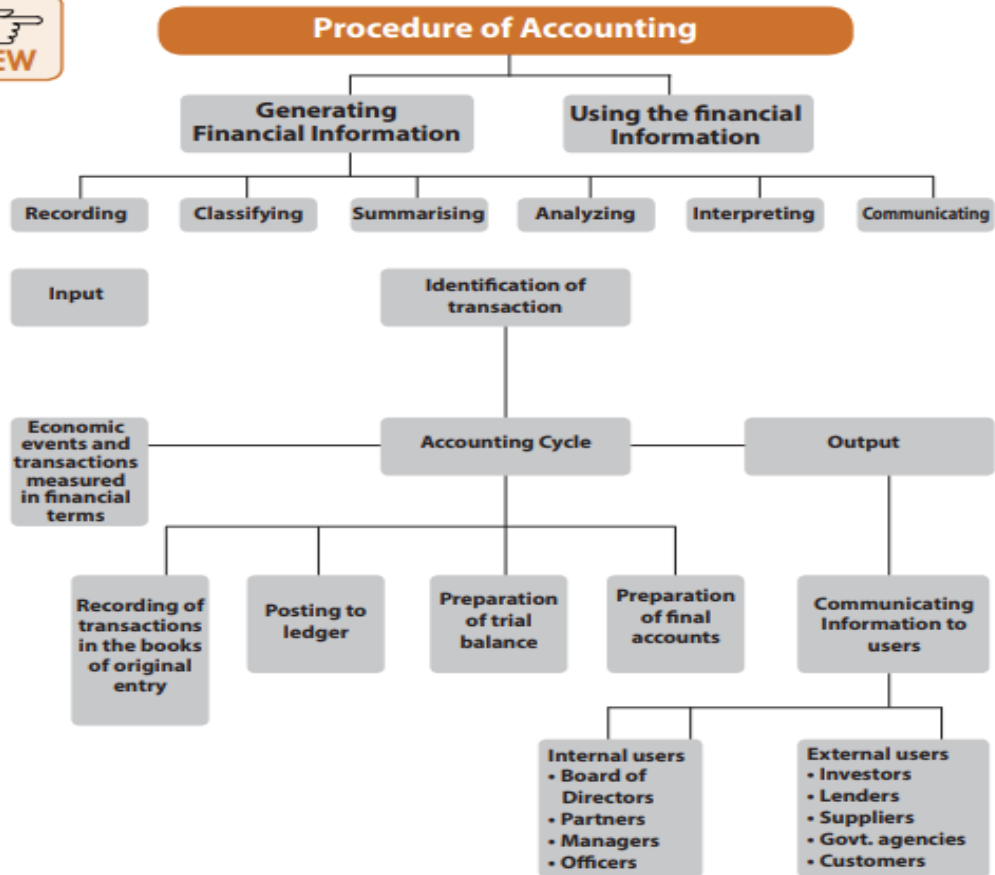 EW
Procedure of Accounting
Generating
Financial Information
Using the financial
Information
Recording
Classifying
Summarising
Analyzing
Interpreting
Communicating
Input
Identification of
transaction
Economic
events and
transactions
measured
in financial
terms
Accounting Cycle
Output
Recording of
transactions
in the books
of original
entry
Posting to
ledger
Preparation
of trial
balance
Preparation
of final
accounts
Communicating
Information to
users
Internal users
• Board of
Directors
• Partners
• Managers
• Officers
External users
• Investors
• Lenders
• Suppliers
• Govt. agencies
• Customers